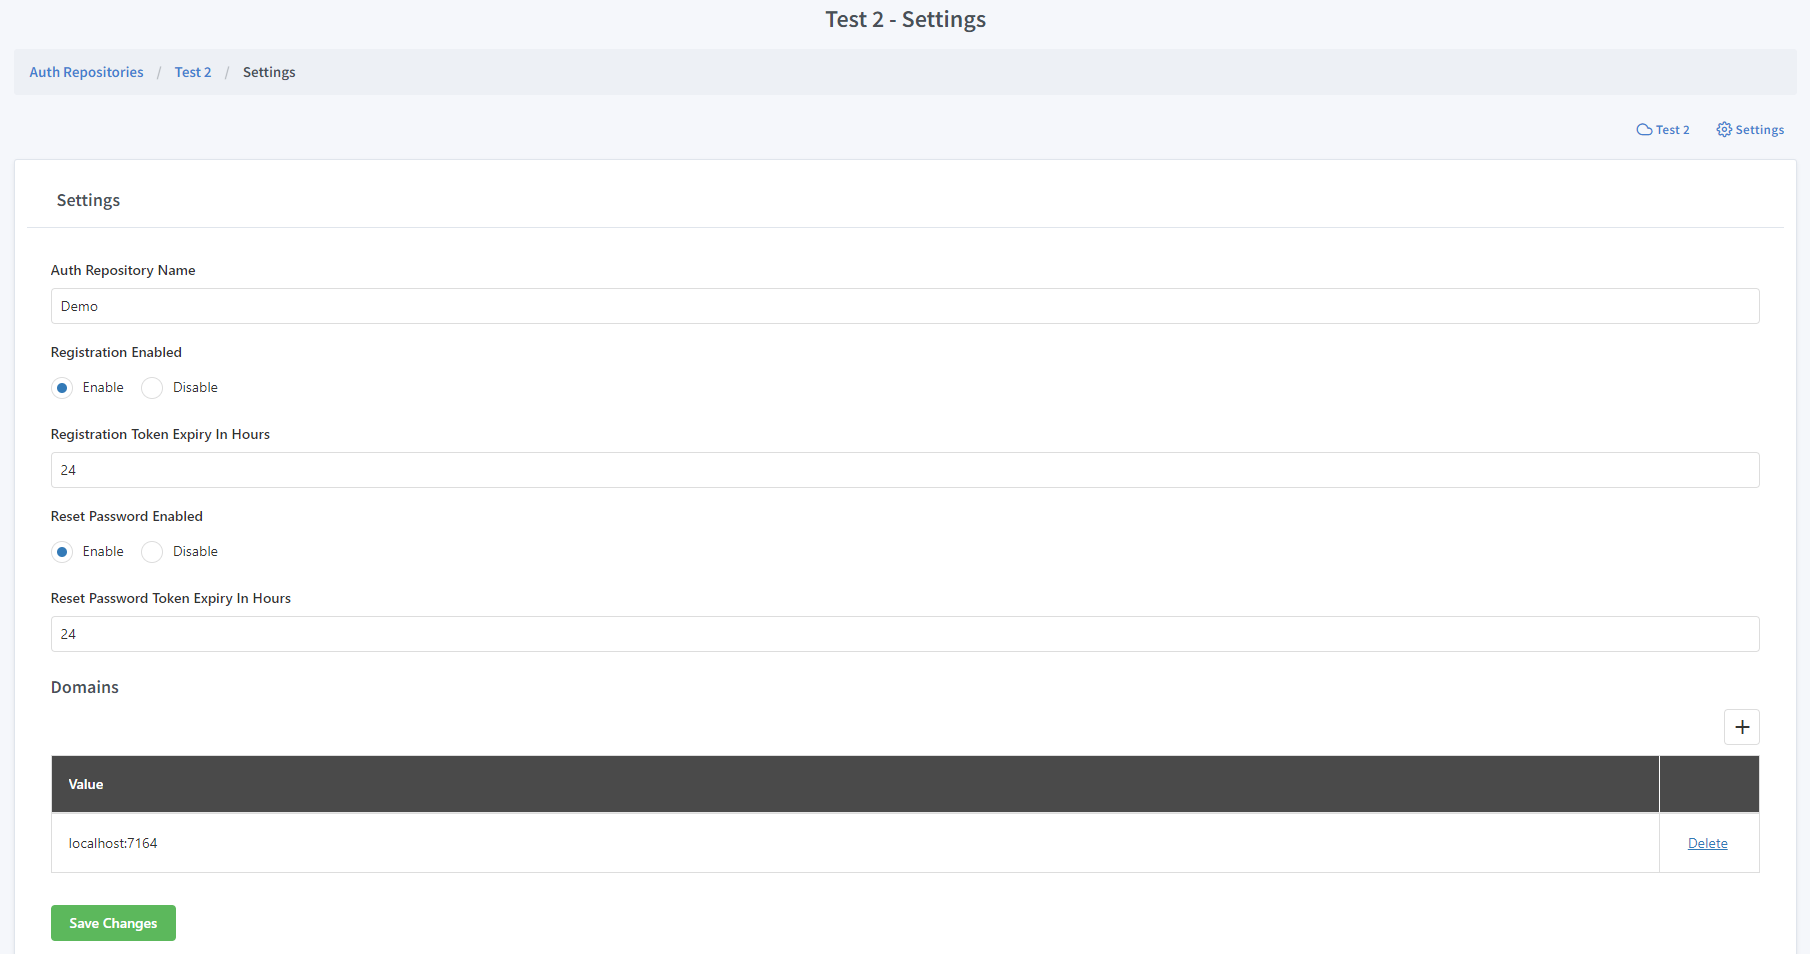 Test 2 - Settings
Auth Repositories / Test 2 / Settings
Test 2 Settings
Settings
Auth Repository Name
Demo
Registration Enabled
Enable Disable
Registration Token Expiry In Hours
24
Reset Password Enabled
Enable Disable
Reset Password Token Expiry In Hours
24
Domains
+
Value
localhost:7164 Delete
Save Changes